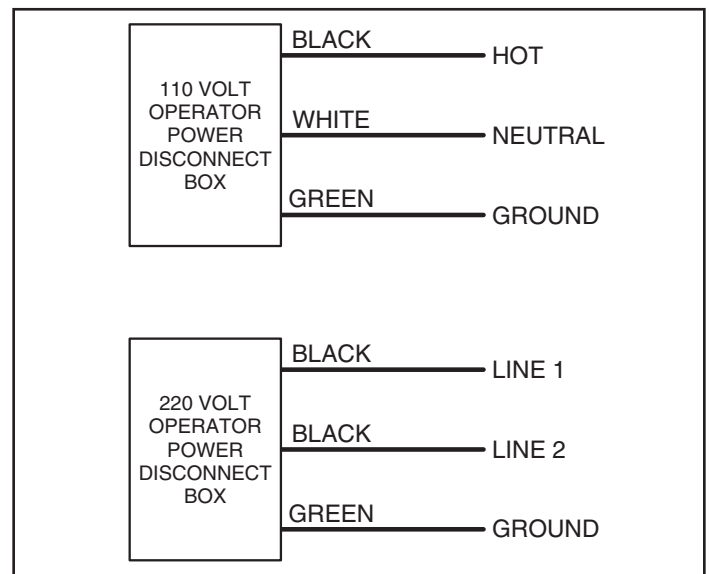 110 VOLT
OPERATOR
POWER
DISCONNECT
BOX
BLACK
HOT
WHITE
NEUTRAL
GREEN
GROUND
220 VOLT
OPERATOR
POWER
DISCONNECT
BOX
BLACK
LINE 1
BLACK
LINE 2
GREEN
GROUND